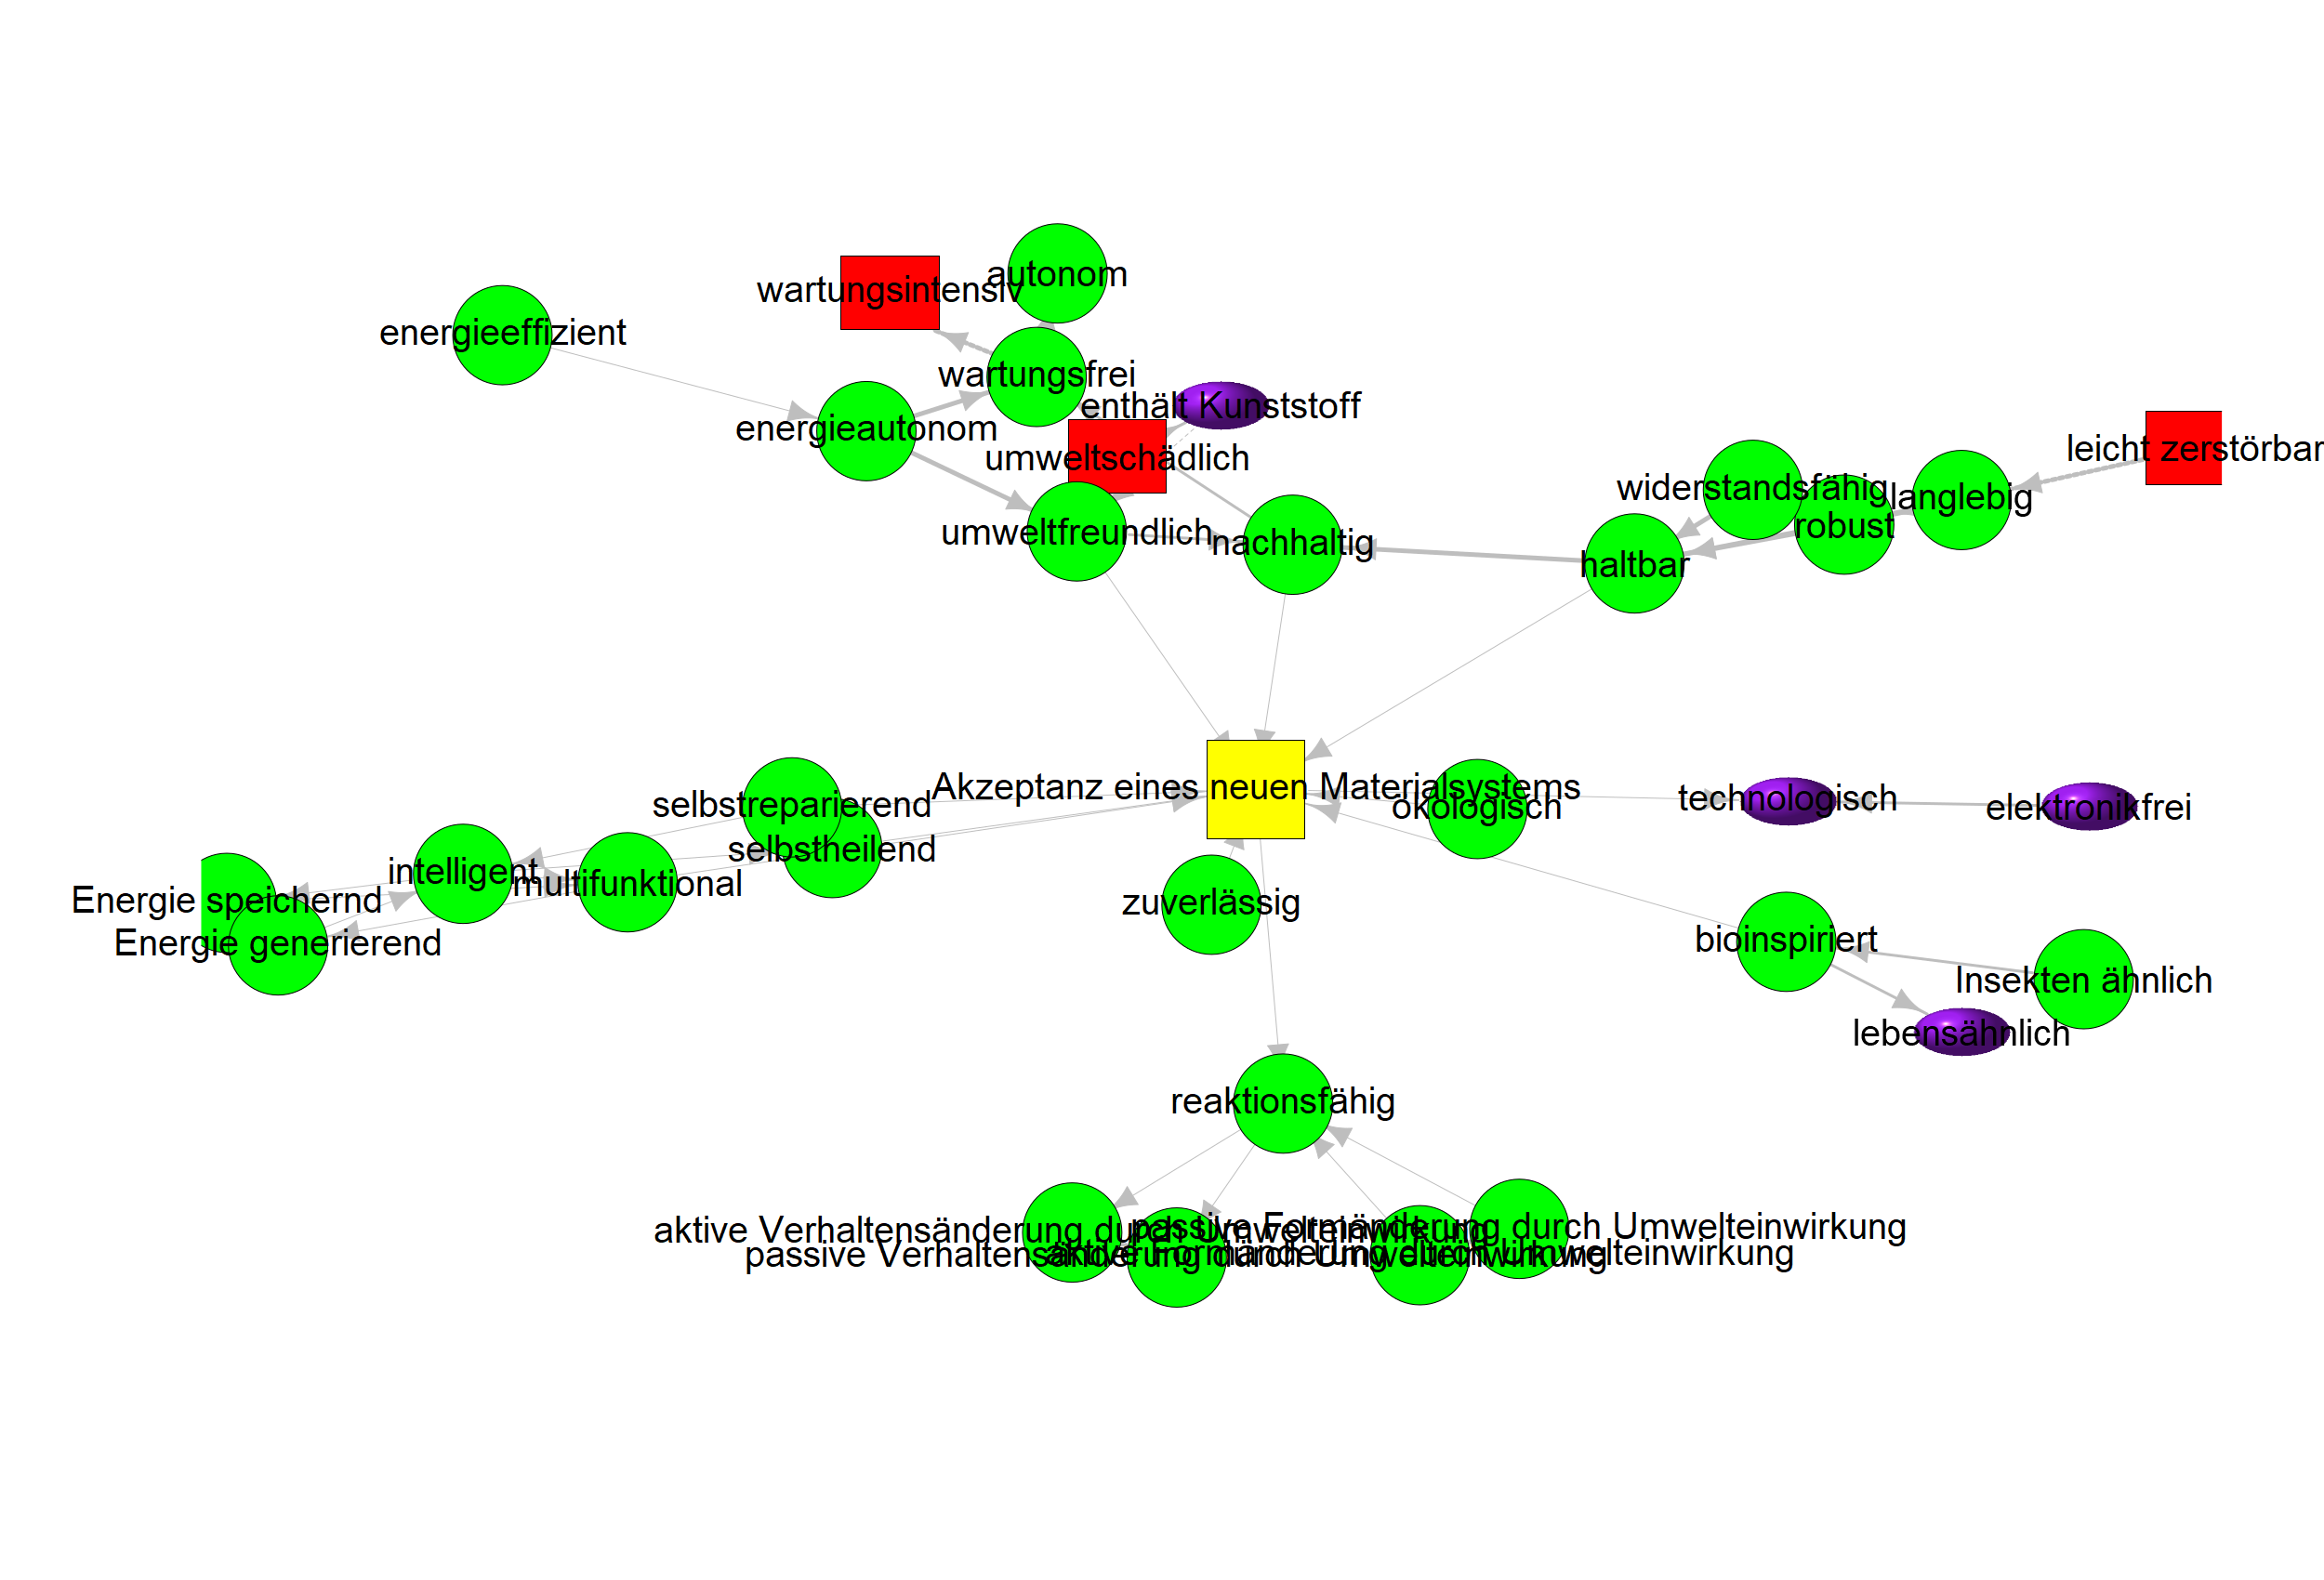 autonom
wartungsintensiv
energieeffizient
wartungsfrei
enthält Kunststoff
energieautonom
umweltschädlich
leicht zerstörbar
widerstandsfähig
langlebig
robust
umweltfreundlich
nachhaltig
haltbar
Akzeptanz eines neuen Materialsystems
selbstreparierend
ökologisch
technologisch
elektronikfrei
selbstheilend
intelligent
multifunktional
Energie speichernd
zuverlässig
Energie generierend
bioinspiriert
Insekten ähnlich
lebensähnlich
reaktionsfähig
aktive Verhaltensänderung durch Umwelteinwirkung
passive Formänderung durch Umwelteinwirkung
passive Verhaltensänderung durch Umwelteinwirkung
aktive Formänderung durch Umwelteinwirkung